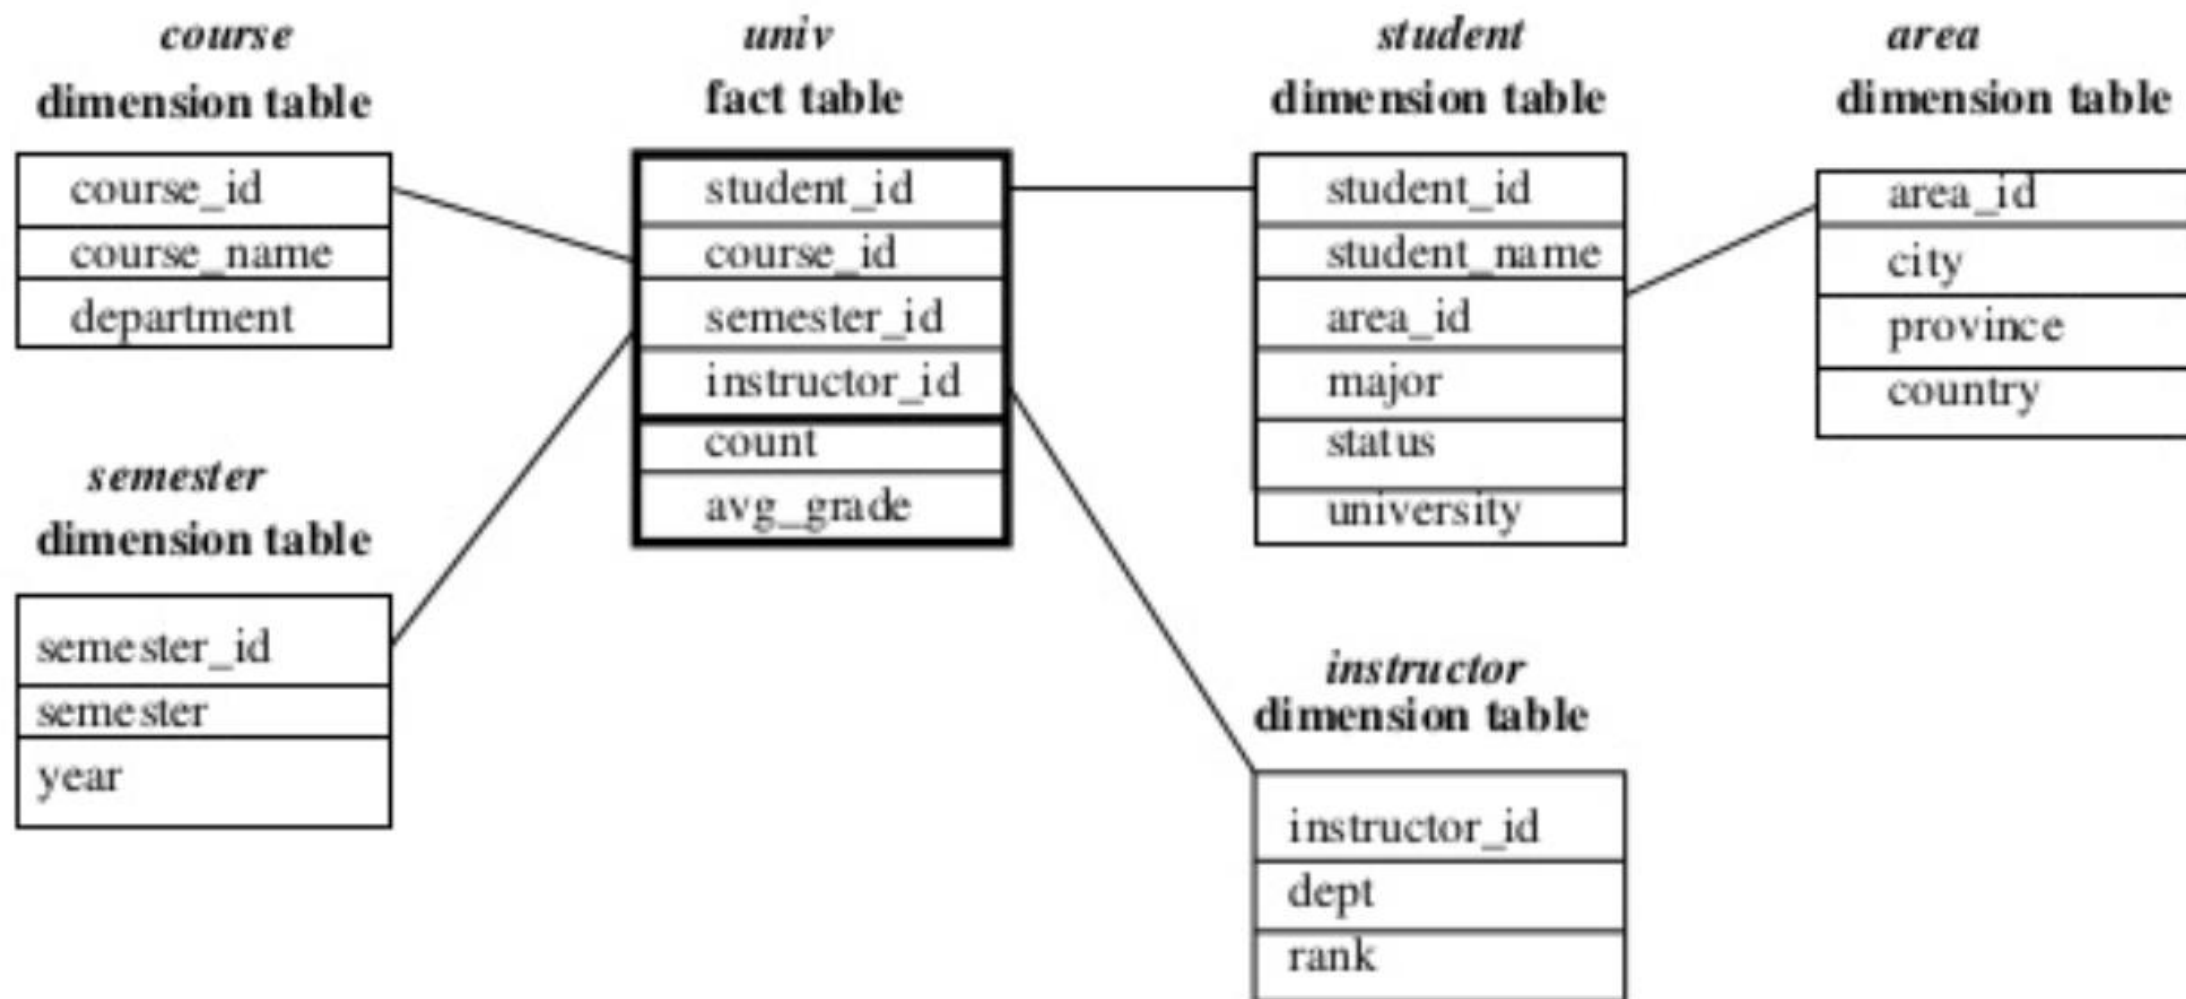 course
dimension table
course_id
course_name
department
semester
dimension table
semester_id
semester
year
univ
fact table
student_id
course_id
semester_id
instructor_id
count
avg_grade
student
dimension table
student_id
student_name
area_id
major
status
university
instructor
dimension table
instructor_id
dept
rank
area
dimension table
area_id
city
province
country